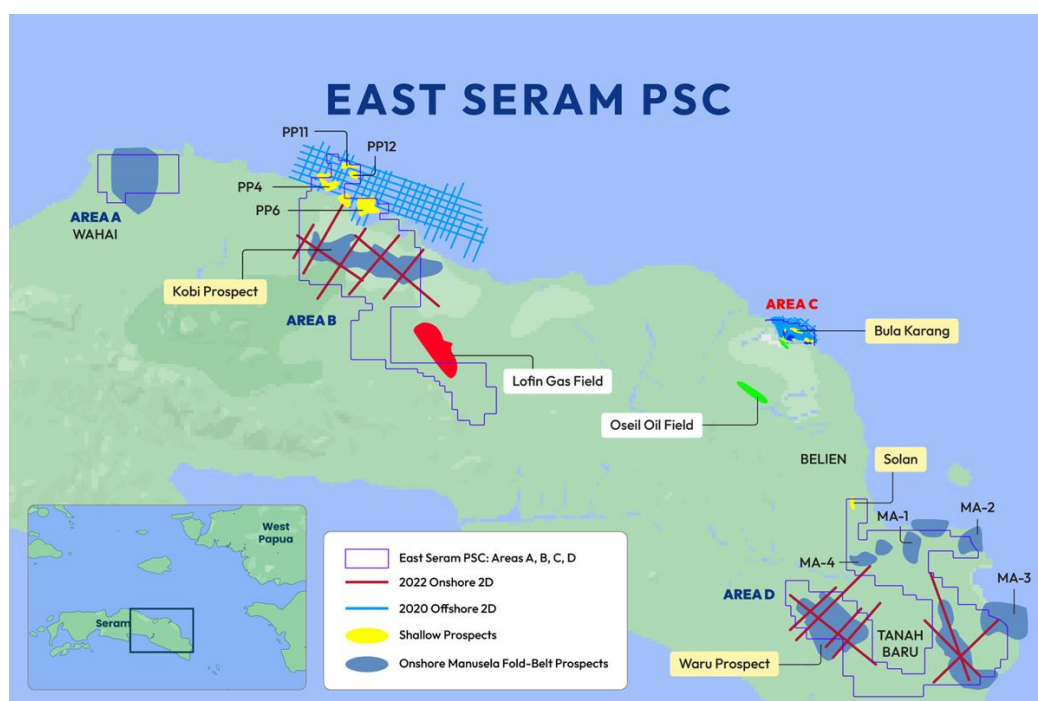 EAST SERAM PSC
PP11
PP12
PP4
PP6
AREA A
WAHAI
Kobi Prospect
AREA B
AREA C
Bula Karang
Lofin Gas Field
Oseil Oil Field
BELIEN
Solan
MA-1
MA-2
MA-4
MA-3
AREA D
TANAH
BARU
Waru Prospect
West
Papua
Seram
East Seram PSC: Areas A, B, C, D
2022 Onshore 2D
2020 Offshore 2D
Shallow Prospects
Onshore Manusela Fold-Belt Prospects